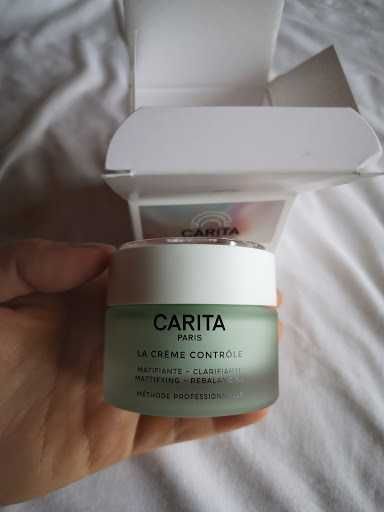 CARITA
CARITA
PARIS
LA CRÈME CONTRÔLE
MATIFIANTE - CLARIFIANTE
MATTIFYING - REBALANCING
MÉTHODE PROFESSIONNELLE